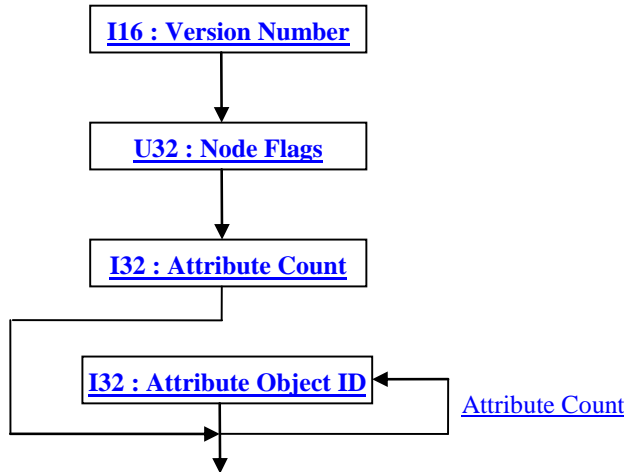 I16 : Version Number
U32 : Node Flags
I32 : Attribute Count
I32 : Attribute Object ID
Attribute Count